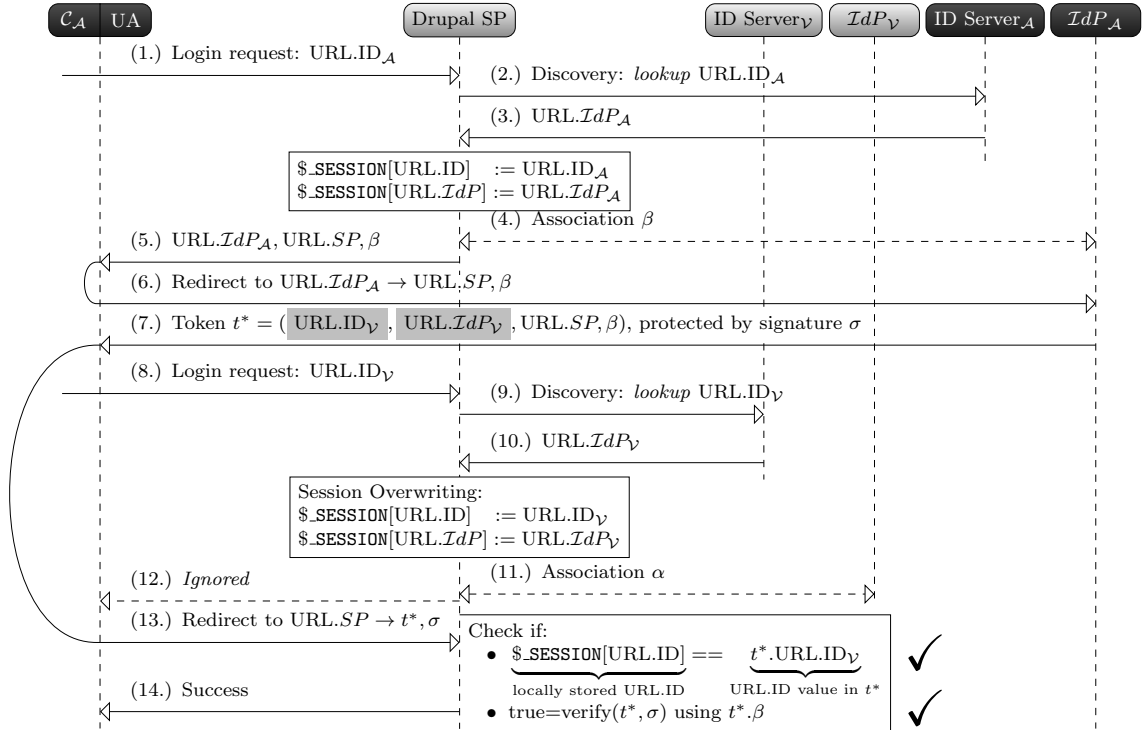 𝒞_𝒜 UA Drupal SP ID Server_𝒱 ℐdP_𝒱 ID Server_𝒜 ℐdP_𝒜
(1.) Login request: URL.ID_𝒜
(2.) Discovery: lookup URL.ID_𝒜
(3.) URL.ℐdP_𝒜
$_SESSION[URL.ID] := URL.ID_𝒜
$_SESSION[URL.ℐdP] := URL.ℐdP_𝒜
(4.) Association β
(5.) URL.ℐdP_𝒜, URL.SP, β
(6.) Redirect to URL.ℐdP_𝒜 → URL.SP, β
(7.) Token t* = ( URL.ID_𝒱 , URL.ℐdP_𝒱 , URL.SP, β), protected by signature σ
(8.) Login request: URL.ID_𝒱
(9.) Discovery: lookup URL.ID_𝒱
(10.) URL.ℐdP_𝒱
Session Overwriting:
$_SESSION[URL.ID] := URL.ID_𝒱
$_SESSION[URL.ℐdP] := URL.ℐdP_𝒱
(11.) Association α
(12.) Ignored
(13.) Redirect to URL.SP → t*, σ
Check if:
• $_SESSION[URL.ID] == t*.URL.ID_𝒱 ✓
locally stored URL.ID URL.ID value in t*
(14.) Success
• true=verify(t*, σ) using t*.β ✓